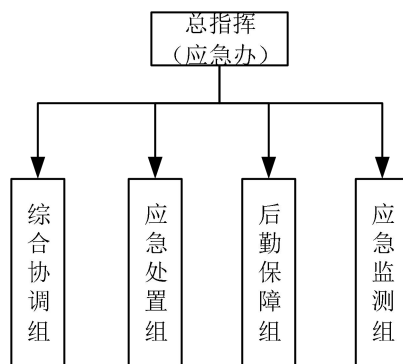 总指挥
（应急办）
综合协调组
应急处置组
后勤保障组
应急监测组